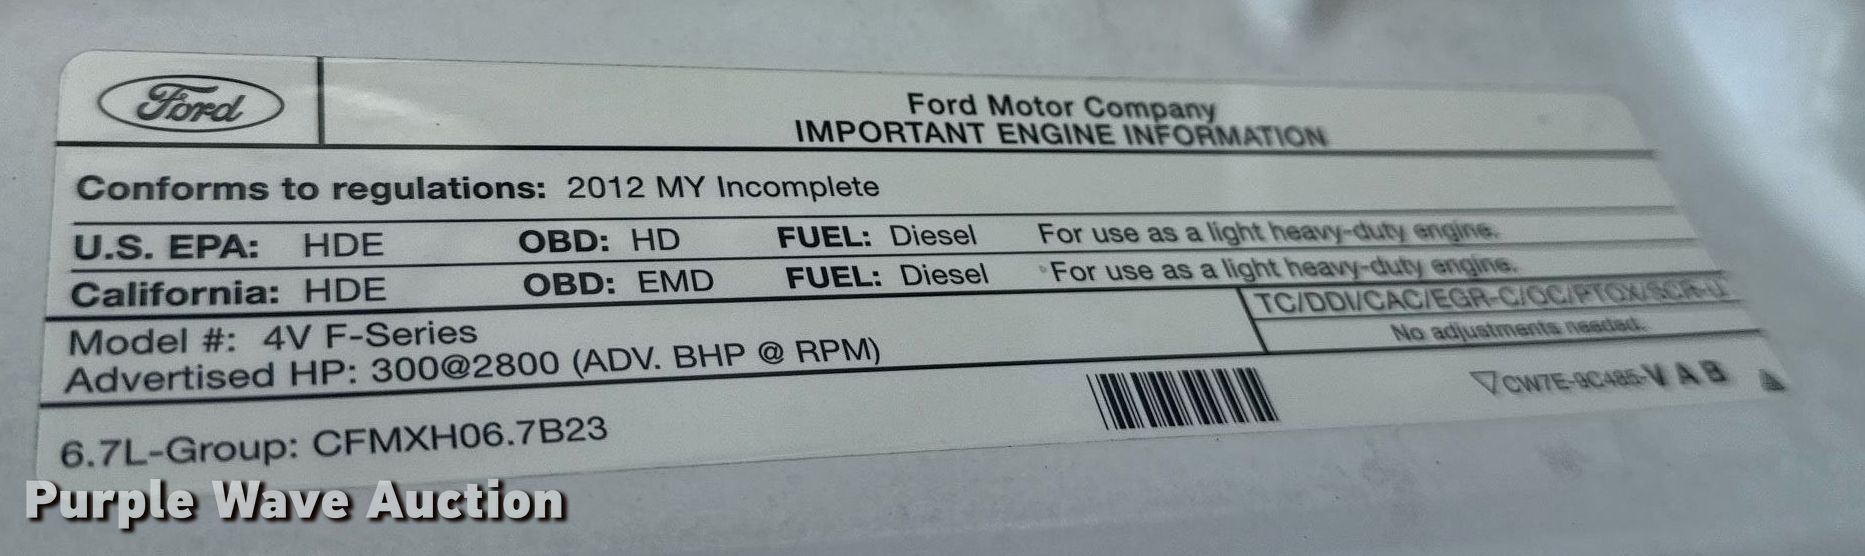 Ford
Ford Motor Company
IMPORTANT ENGINE INFORMATION
Conforms to regulations: 2012 MY Incomplete
U.S. EPA: HDE OBD: HD FUEL: Diesel For use as a light heavy-duty engine.
California: HDE OBD: EMD FUEL: Diesel For use as a light heavy-duty engine.
TC/DDI/CAC/EGR-C/OC/PTOX/SCR-U
No adjustments needed.
Model #: 4V F-Series
Advertised HP: 300@2800 (ADV. BHP @ RPM)
6.7L-Group: CFMXH06.7B23
CW7E-9C485-VAB
Purple Wave Auction